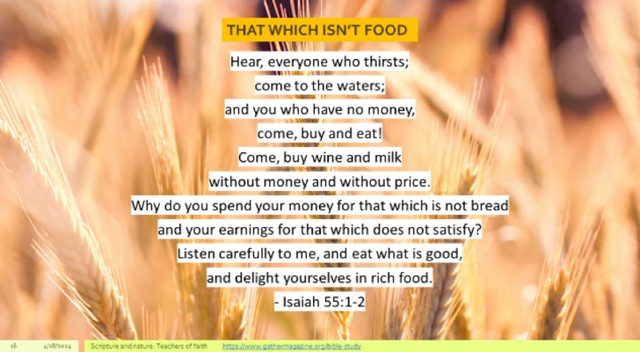 THAT WHICH ISN'T FOOD
Hear, everyone who thirsts;
come to the waters;
and you who have no money,
come, buy and eat!
Come, buy wine and milk
without money and without price.
Why do you spend your money for that which is not bread
and your earnings for that which does not satisfy?
Listen carefully to me, and eat what is good,
and delight yourselves in rich food.
- Isaiah 55:1-2
16 4/18/2024 Scripture and nature: Teachers of faith https://www.gathermagazine.org/bible-study